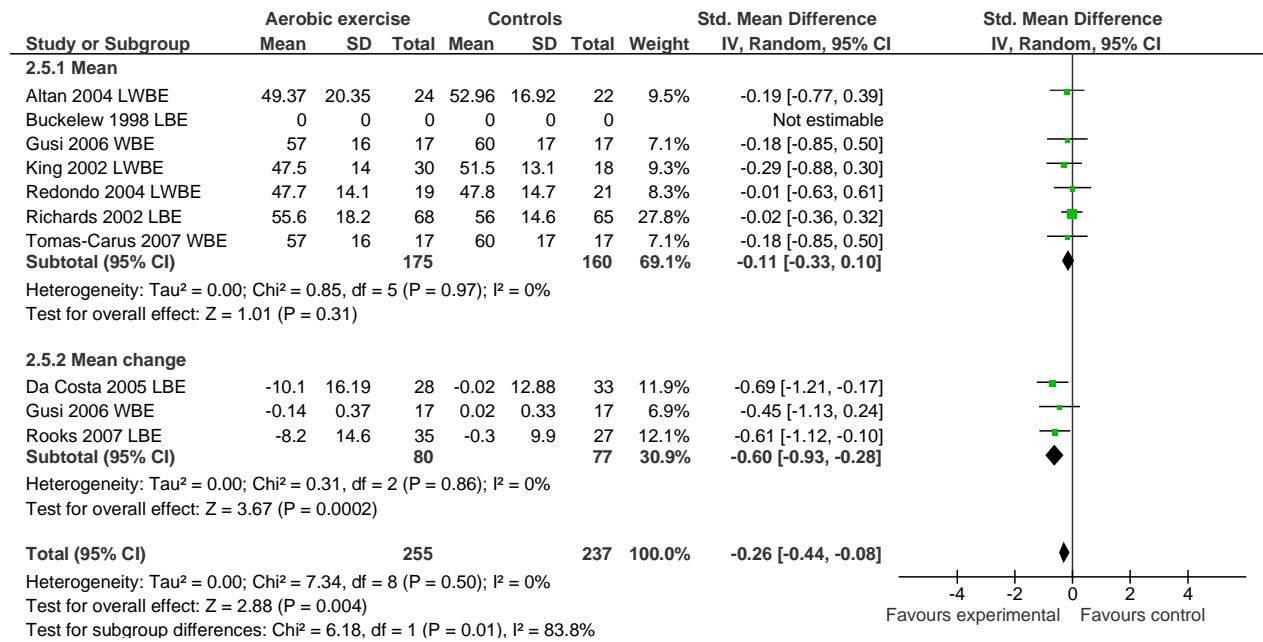 Aerobic exercise Controls Std. Mean Difference Std. Mean Difference
Study or Subgroup Mean SD Total Mean SD Total Weight IV, Random, 95% CI IV, Random, 95% CI
2.5.1 Mean
Altan 2004 LWBE 49.37 20.35 24 52.96 16.92 22 9.5% -0.19 [-0.77, 0.39]
Buckelew 1998 LBE 0 0 0 0 0 0 Not estimable
Gusi 2006 WBE 57 16 17 60 17 17 7.1% -0.18 [-0.85, 0.50]
King 2002 LWBE 47.5 14 30 51.5 13.1 18 9.3% -0.29 [-0.88, 0.30]
Redondo 2004 LWBE 47.7 14.1 19 47.8 14.7 21 8.3% -0.01 [-0.63, 0.61]
Richards 2002 LBE 55.6 18.2 68 56 14.6 65 27.8% -0.02 [-0.36, 0.32]
Tomas-Carus 2007 WBE 57 16 17 60 17 17 7.1% -0.18 [-0.85, 0.50]
Subtotal (95% CI) 175 160 69.1% -0.11 [-0.33, 0.10]
Heterogeneity: Tau² = 0.00; Chi² = 0.85, df = 5 (P = 0.97); I² = 0%
Test for overall effect: Z = 1.01 (P = 0.31)
2.5.2 Mean change
Da Costa 2005 LBE -10.1 16.19 28 -0.02 12.88 33 11.9% -0.69 [-1.21, -0.17]
Gusi 2006 WBE -0.14 0.37 17 0.02 0.33 17 6.9% -0.45 [-1.13, 0.24]
Rooks 2007 LBE -8.2 14.6 35 -0.3 9.9 27 12.1% -0.61 [-1.12, -0.10]
Subtotal (95% CI) 80 77 30.9% -0.60 [-0.93, -0.28]
Heterogeneity: Tau² = 0.00; Chi² = 0.31, df = 2 (P = 0.86); I² = 0%
Test for overall effect: Z = 3.67 (P = 0.0002)
Total (95% CI) 255 237 100.0% -0.26 [-0.44, -0.08]
Heterogeneity: Tau² = 0.00; Chi² = 7.34, df = 8 (P = 0.50); I² = 0%
Test for overall effect: Z = 2.88 (P = 0.004)
Test for subgroup differences: Chi² = 6.18, df = 1 (P = 0.01), I² = 83.8%
-4 -2 0 2 4
Favours experimental Favours control